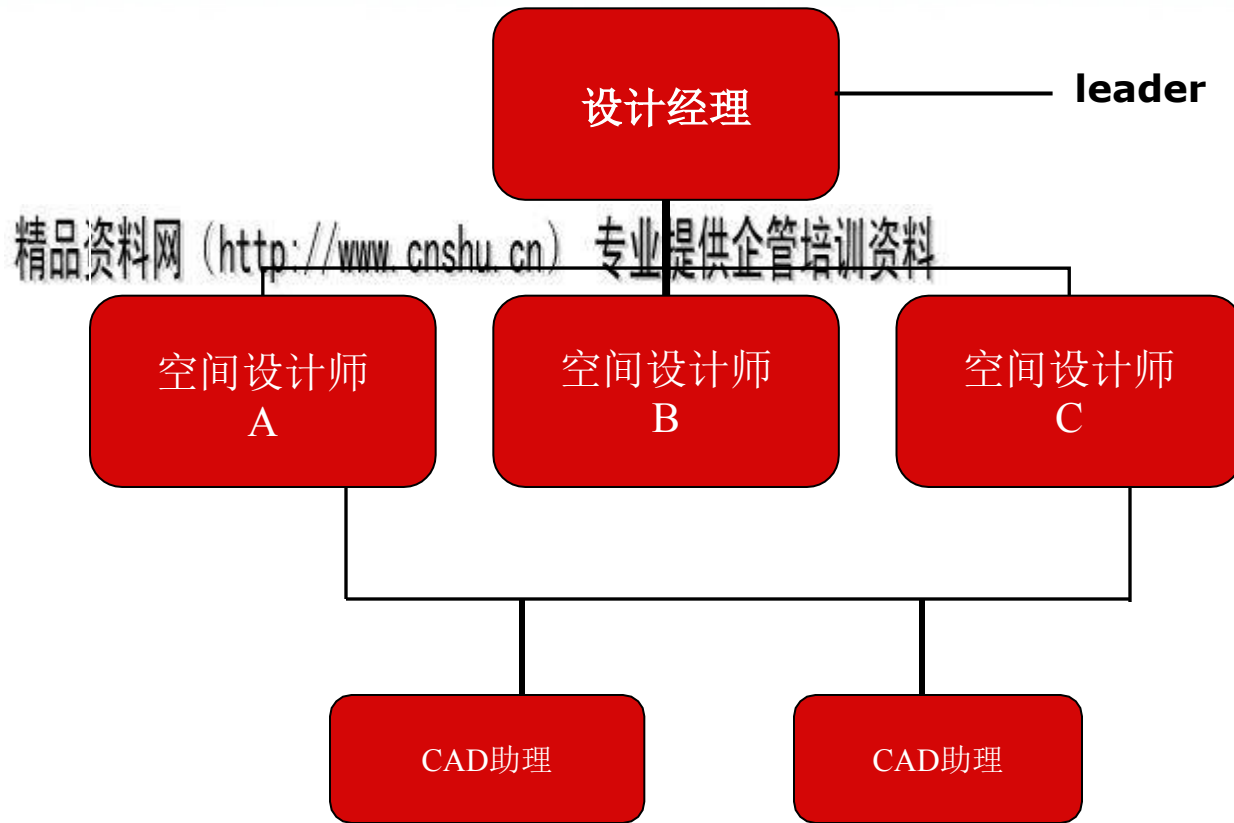 设计经理
leader
精品资料网（http://www.cnshu.cn） 专业提供企管培训资料
空间设计师
A
空间设计师
B
空间设计师
C
CAD助理
CAD助理